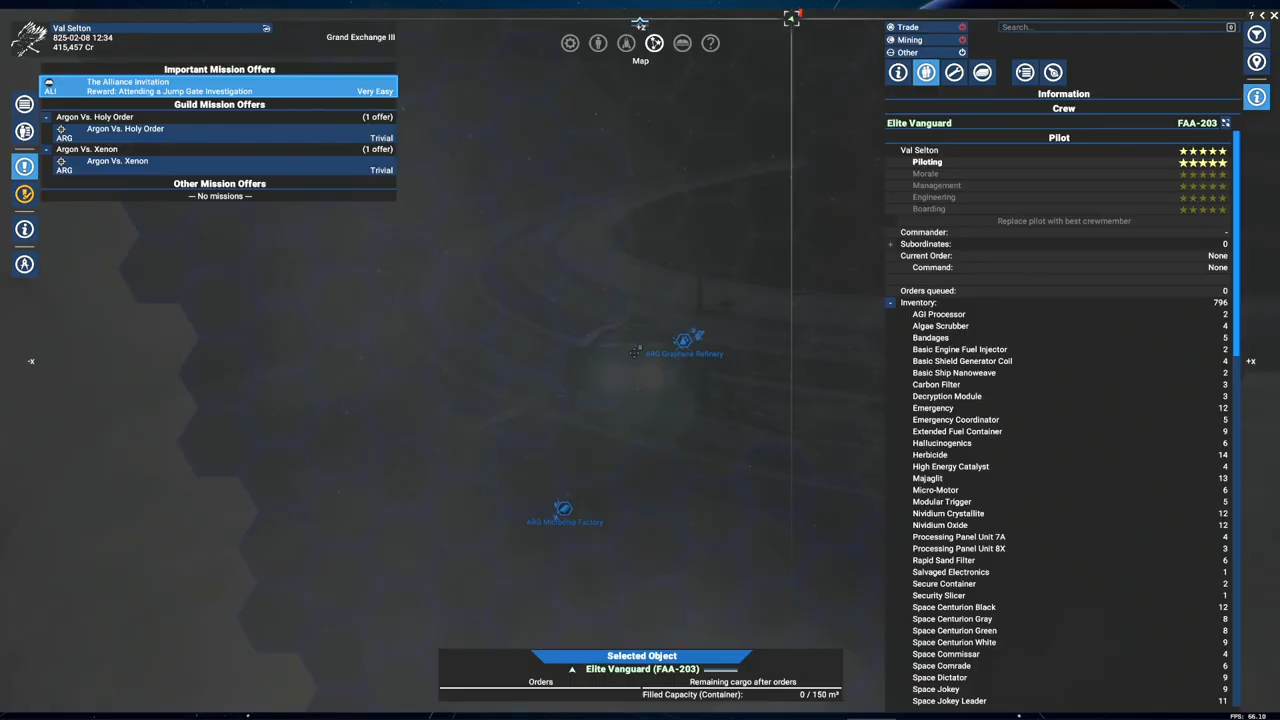 Val Selton
825-02-08 12:34
415,457 Cr
Grand Exchange III
Important Mission Offers
The Alliance Invitation
ALI Reward: Attending a Jump Gate Investigation Very Easy
Guild Mission Offers
- Argon Vs. Holy Order (1 offer)
Argon Vs. Holy Order
ARG Trivial
- Argon Vs. Xenon (1 offer)
Argon Vs. Xenon
ARG Trivial
Other Mission Offers
— No missions —
+z
?
Map
-x
+x
ARG Graphene Refinery
ARG Microchip Factory
Selected Object
Elite Vanguard (FAA-203)
Orders Remaining cargo after orders
Filled Capacity (Container): 0 / 150 m³
? < X
Trade
Mining
Other
Search...
Information
Crew
Elite Vanguard FAA-203
Pilot
Val Selton ★★★★★
Piloting ★★★★★
Morale ★★★★★
Management ★★★★★
Engineering ★★★★★
Boarding ★★★★★
Replace pilot with best crewmember
Commander: -
+ Subordinates: 0
Current Order: None
Command: None
Orders queued: 0
- Inventory: 796
AGI Processor 2
Algae Scrubber 4
Bandages 5
Basic Engine Fuel Injector 2
Basic Shield Generator Coil 4
Basic Ship Nanoweave 2
Carbon Filter 3
Decryption Module 3
Emergency 12
Emergency Coordinator 5
Extended Fuel Container 9
Hallucinogenics 6
Herbicide 14
High Energy Catalyst 4
Majaglit 13
Micro-Motor 6
Modular Trigger 5
Nividium Crystallite 12
Nividium Oxide 12
Processing Panel Unit 7A 4
Processing Panel Unit 8X 3
Rapid Sand Filter 6
Salvaged Electronics 1
Secure Container 2
Security Slicer 1
Space Centurion Black 12
Space Centurion Gray 8
Space Centurion Green 8
Space Centurion White 9
Space Commissar 4
Space Comrade 6
Space Dictator 9
Space Jokey 9
Space Jokey Leader 11
FPS: 66.10